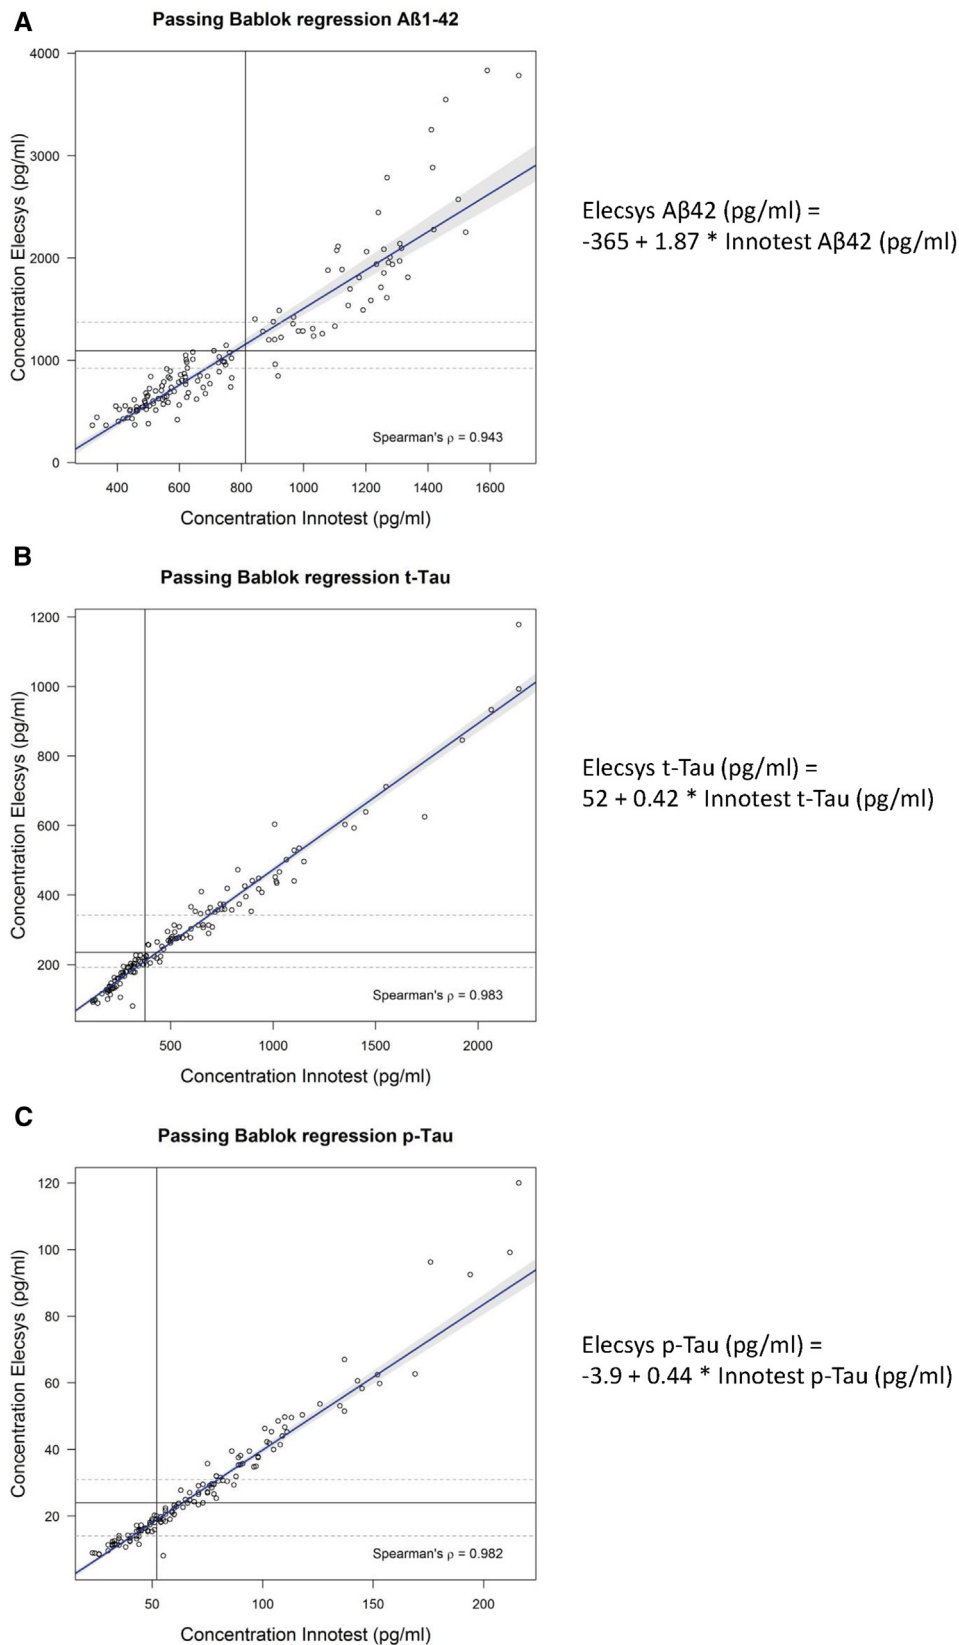 A
Passing Bablok regression Aß1-42
4000
3000
2000
1000
0
Concentration Elecsys (pg/ml)
Spearman's ρ = 0.943
400 600 800 1000 1200 1400 1600
Concentration Innotest (pg/ml)
Elecsys Aβ42 (pg/ml) =
-365 + 1.87 * Innotest Aβ42 (pg/ml)
B
Passing Bablok regression t-Tau
1200
1000
800
600
400
200
Concentration Elecsys (pg/ml)
Spearman's ρ = 0.983
500 1000 1500 2000
Concentration Innotest (pg/ml)
Elecsys t-Tau (pg/ml) =
52 + 0.42 * Innotest t-Tau (pg/ml)
C
Passing Bablok regression p-Tau
120
100
80
60
40
20
Concentration Elecsys (pg/ml)
Spearman's ρ = 0.982
50 100 150 200
Concentration Innotest (pg/ml)
Elecsys p-Tau (pg/ml) =
-3.9 + 0.44 * Innotest p-Tau (pg/ml)